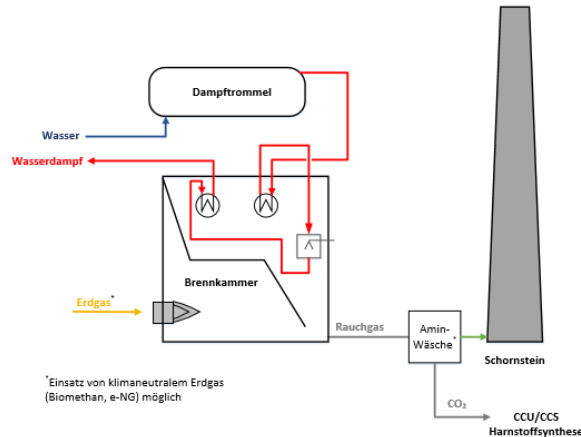 Dampftrommel
Wasser
Wasserdampf
Brennkammer
Erdgas*
Rauchgas
Amin-
Wäsche*
Schornstein
*Einsatz von klimaneutralem Erdgas
(Biomethan, e-NG) möglich
CO₂
CCU/CCS
Harnstoffsynthese